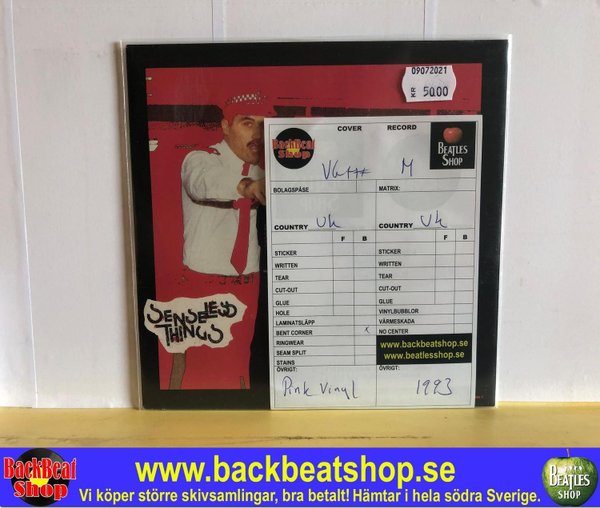 09072021
KR 50.00
COVER RECORD
BackBeat Shop
BEATLES SHOP
VG+++ M
BOLAGSPÅSE MATRIX:
COUNTRY UK COUNTRY UK
F B F B
STICKER STICKER
WRITTEN WRITTEN
TEAR TEAR
CUT-OUT CUT-OUT
GLUE GLUE
HOLE VINYLBUBBLOR
LAMINATSLÄPP VÄRMESKADA
BENT CORNER x NO CENTER
RINGWEAR www.backbeatshop.se
SEAM SPLIT www.beatlesshop.se
STAINS
ÖVRIGT: ÖVRIGT:
Pink Vinyl 1993
SENSELESS
THINGS
BackBeat Shop
www.backbeatshop.se
Vi köper större skivsamlingar, bra betalt! Hämtar i hela södra Sverige.
BEATLES SHOP